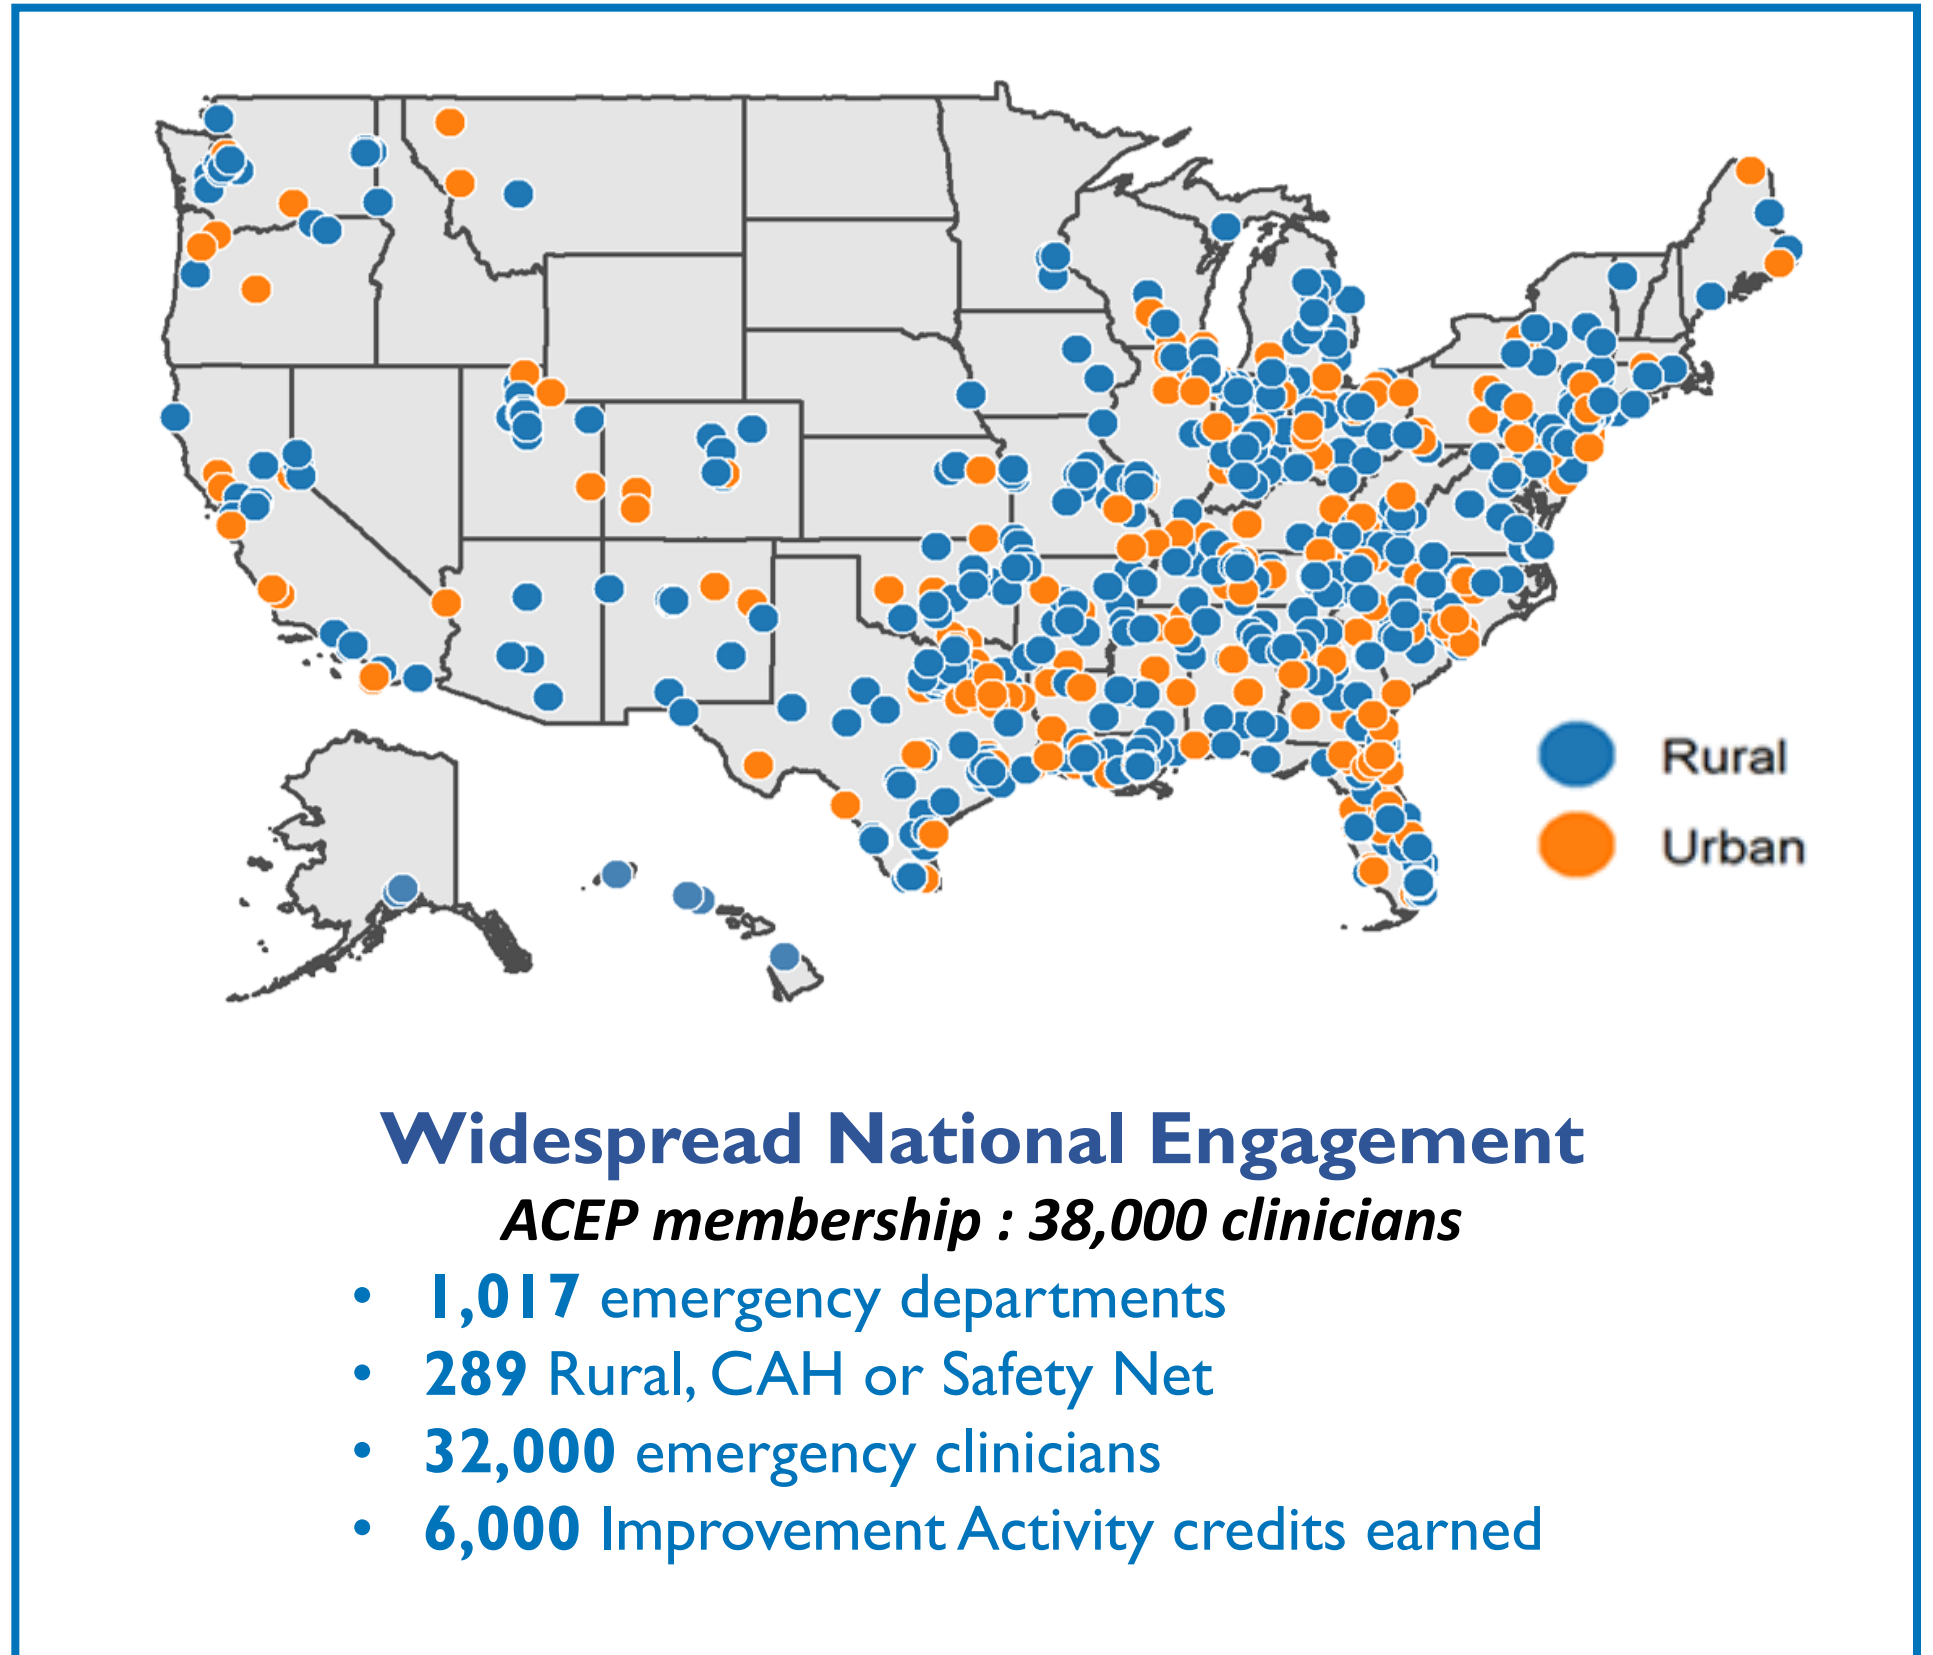 Rural
Urban
Widespread National Engagement
ACEP membership : 38,000 clinicians
• 1,017 emergency departments
• 289 Rural, CAH or Safety Net
• 32,000 emergency clinicians
• 6,000 Improvement Activity credits earned